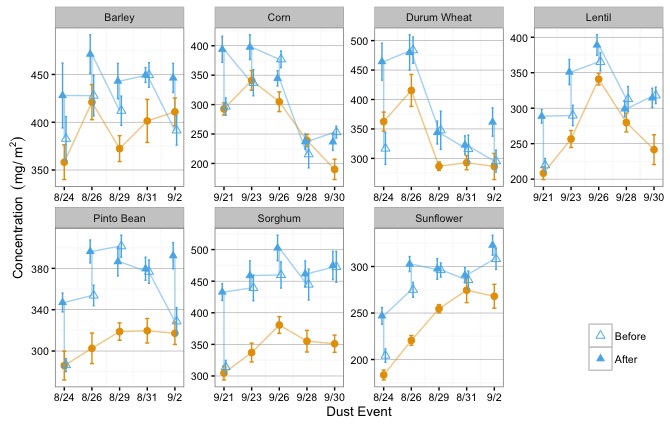 Barley
Corn
Durum Wheat
Lentil
450
400
350
400
350
300
250
200
500
450
400
350
300
400
350
300
250
200
8/24 8/26 8/29 8/31 9/2
9/21 9/23 9/26 9/28 9/30
8/24 8/26 8/29 8/31 9/2
9/21 9/23 9/26 9/28 9/30
Concentration (mg/ m²)
Pinto Bean
Sorghum
Sunflower
380
340
300
500
450
400
350
300
300
250
200
8/24 8/26 8/29 8/31 9/2
9/21 9/23 9/26 9/28 9/30
8/24 8/26 8/29 8/31 9/2
Before
After
Dust Event